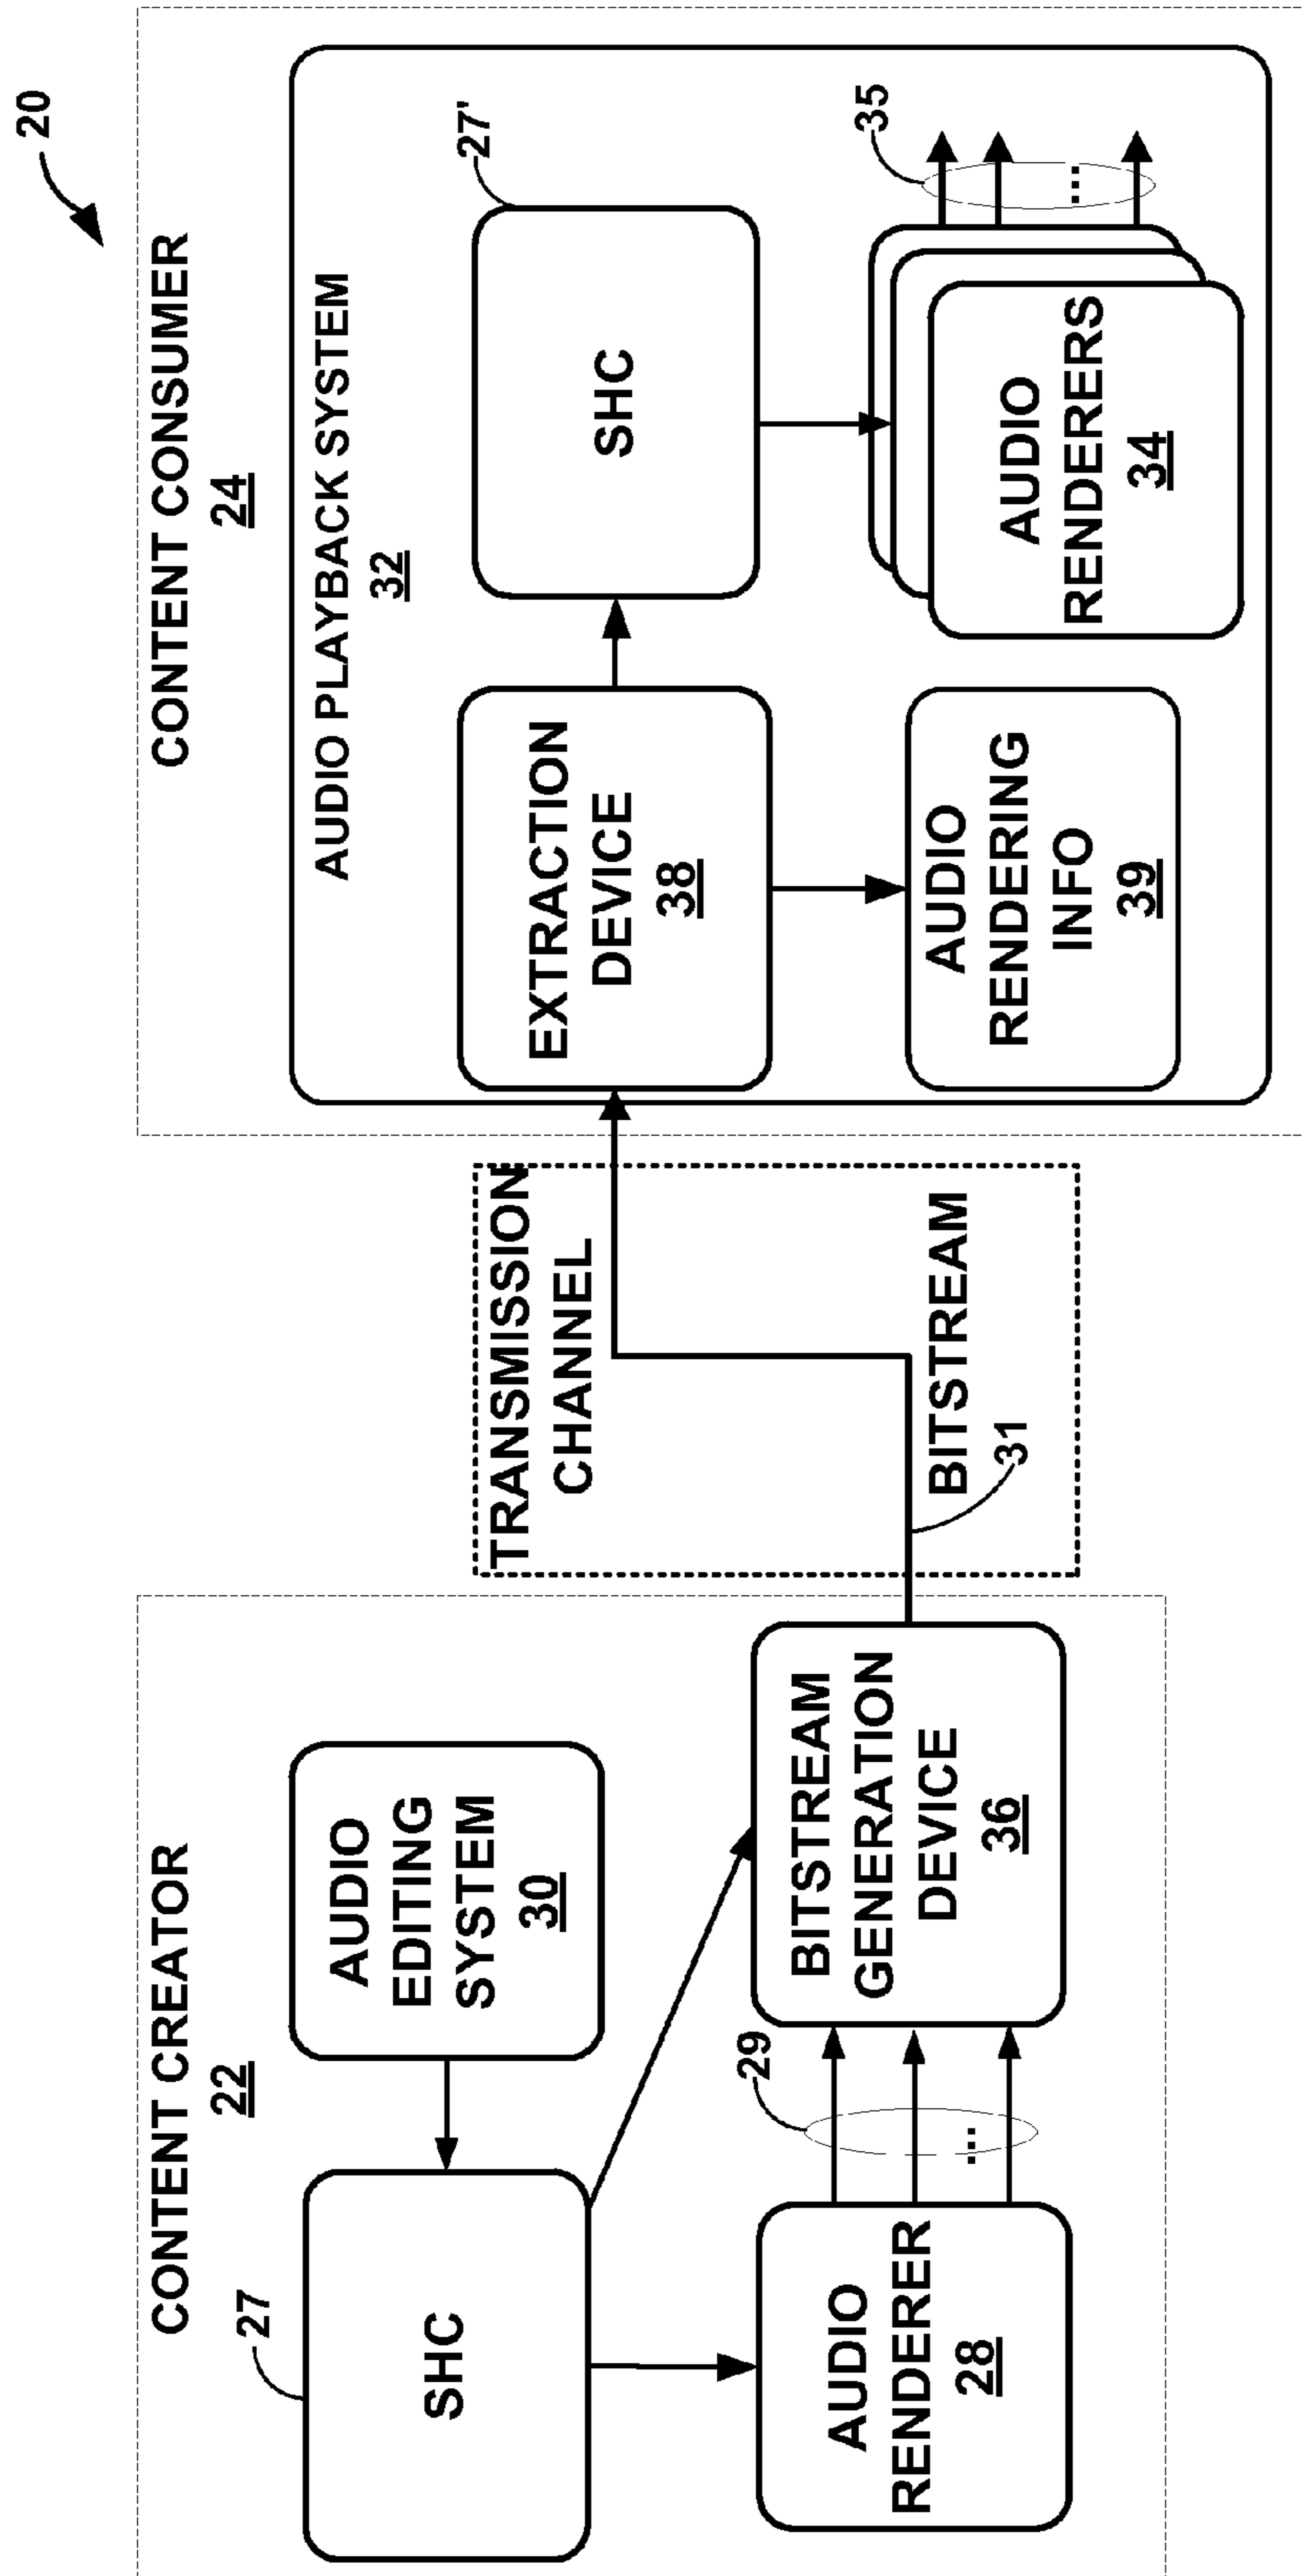 20
CONTENT CREATOR
22
27
SHC
AUDIO
EDITING
SYSTEM
30
AUDIO
RENDERER
28
29
...
BITSTREAM
GENERATION
DEVICE
36
TRANSMISSION
CHANNEL
BITSTREAM
31
CONTENT CONSUMER
24
AUDIO PLAYBACK SYSTEM
32
EXTRACTION
DEVICE
38
27'
SHC
AUDIO
RENDERING
INFO
39
AUDIO
RENDERERS
34
35
...